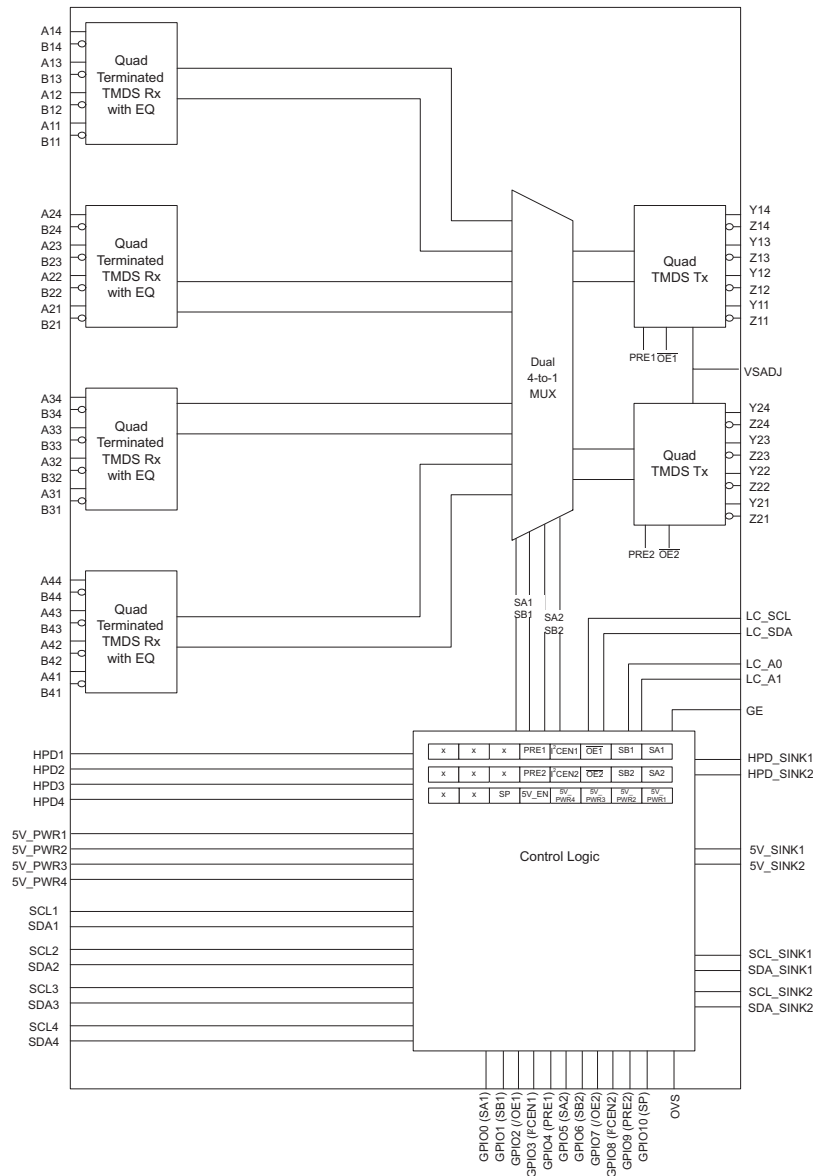 A14
B14
A13
B13
A12
B12
A11
B11
Quad
Terminated
TMDS Rx
with EQ
A24
B24
A23
B23
A22
B22
A21
B21
Quad
Terminated
TMDS Rx
with EQ
A34
B34
A33
B33
A32
B32
A31
B31
Quad
Terminated
TMDS Rx
with EQ
A44
B44
A43
B43
A42
B42
A41
B41
Quad
Terminated
TMDS Rx
with EQ
Dual
4-to-1
MUX
Quad
TMDS Tx
Y14
Z14
Y13
Z13
Y12
Z12
Y11
Z11
PRE1 OE1
VSADJ
Quad
TMDS Tx
Y24
Z24
Y23
Z23
Y22
Z22
Y21
Z21
PRE2 OE2
SA1
SB1
SA2
SB2
LC_SCL
LC_SDA
LC_A0
LC_A1
GE
HPD1
HPD2
HPD3
HPD4
5V_PWR1
5V_PWR2
5V_PWR3
5V_PWR4
SCL1
SDA1
SCL2
SDA2
SCL3
SDA3
SCL4
SDA4
x x x PRE1 I²CEN1 OE1 SB1 SA1
x x x PRE2 I²CEN2 OE2 SB2 SA2
x x SP 5V_EN 5V_PWR4 5V_PWR3 5V_PWR2 5V_PWR1
Control Logic
HPD_SINK1
HPD_SINK2
5V_SINK1
5V_SINK2
SCL_SINK1
SDA_SINK1
SCL_SINK2
SDA_SINK2
GPIO0 (SA1)
GPIO1 (SB1)
GPIO2 (/OE1)
GPIO3 (I²CEN1)
GPIO4 (PRE1)
GPIO5 (SA2)
GPIO6 (SB2)
GPIO7 (/OE2)
GPIO8 (I²CEN2)
GPIO9 (PRE2)
GPIO10 (SP)
OVS